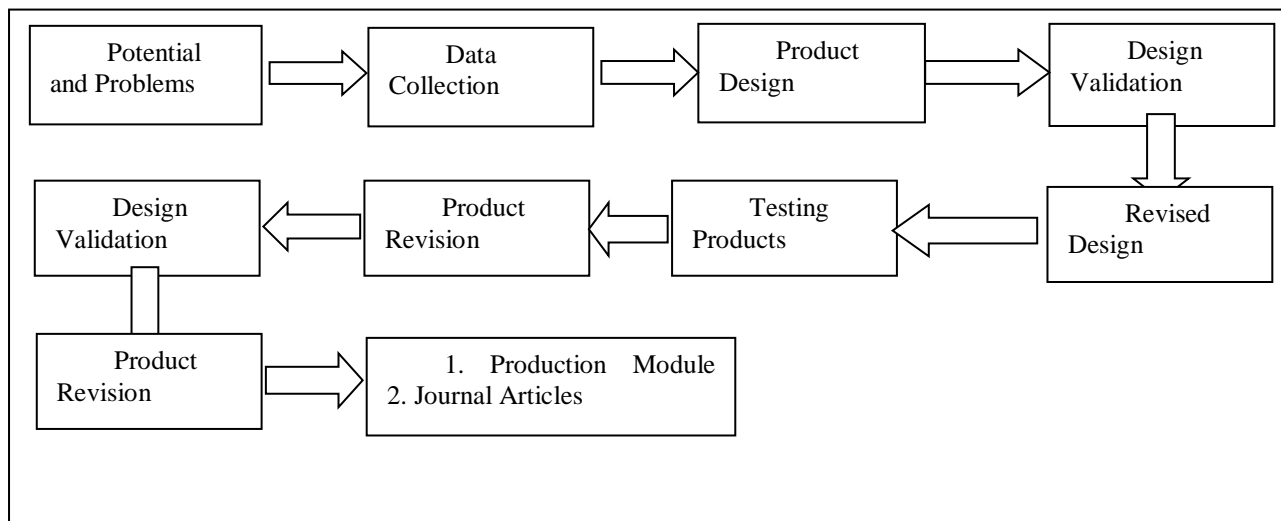 Potential
and Problems
Data
Collection
Product
Design
Design
Validation
Revised
Design
Testing
Products
Product
Revision
Design
Validation
Product
Revision
1. Production Module
2. Journal Articles